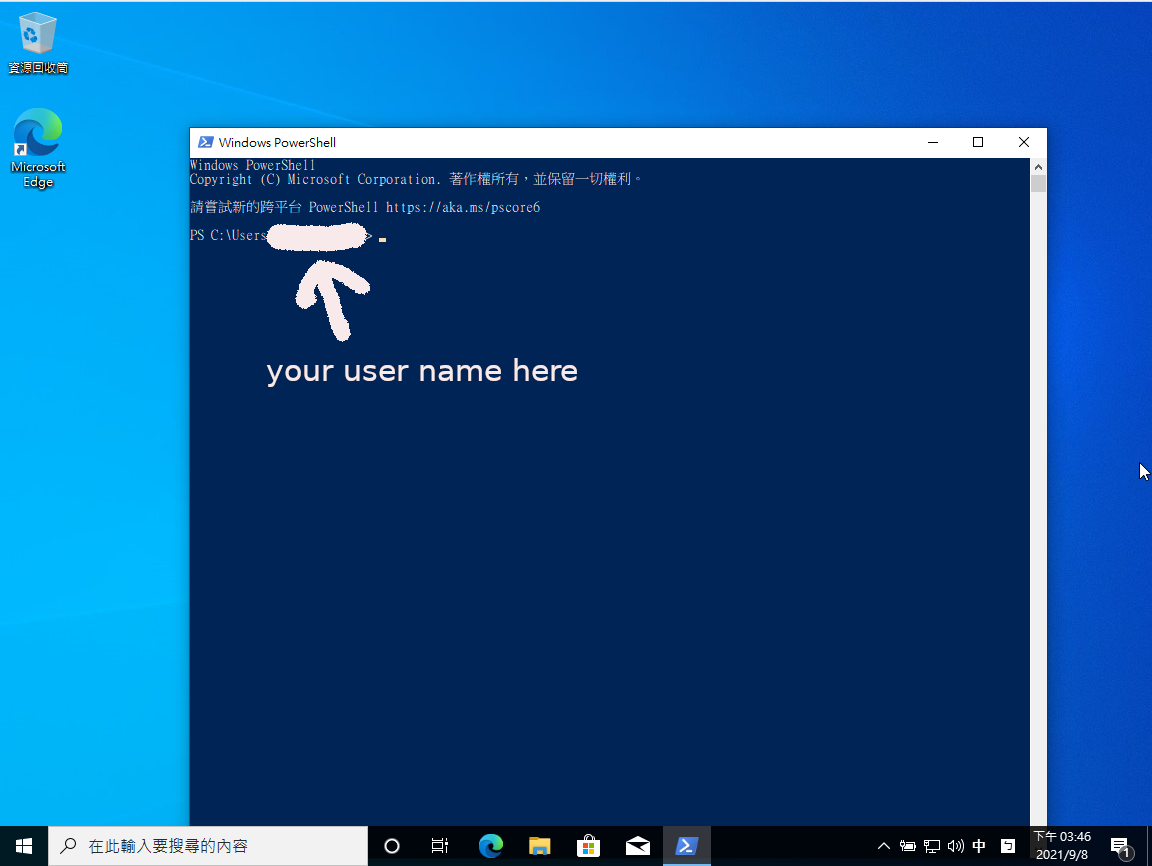 資源回收筒
Microsoft
Edge
Windows PowerShell
Windows PowerShell
Copyright (C) Microsoft Corporation. 著作權所有，並保留一切權利。
請嘗試新的跨平台 PowerShell https://aka.ms/pscore6
PS C:\Users>
your user name here
在此輸入要搜尋的內容
中
下午 03:46
2021/9/8
1